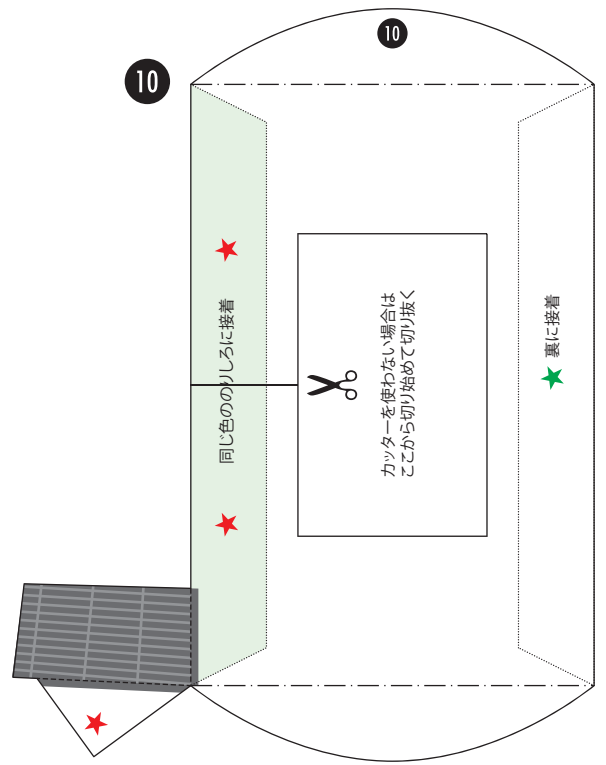 10
10
同じ色ののりしろに接着
カッターを使わない場合は
ここから切り始めて切り抜く
裏に接着